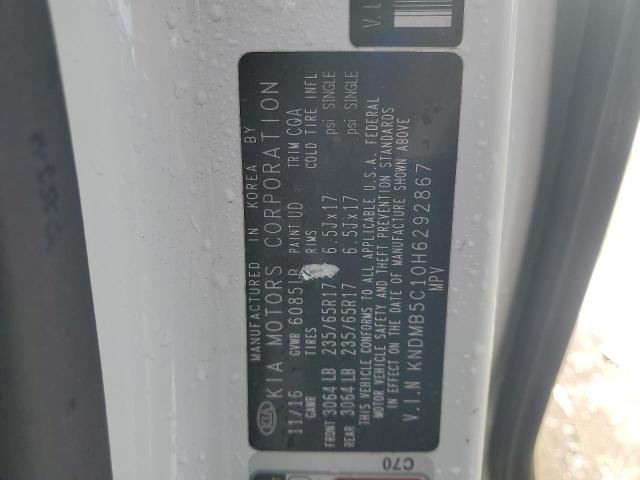 MANUFACTURED IN KOREA BY
KIA KIA MOTORS CORPORATION
11/16 GVWR 6085LB PAINT UD TRIM CQA
GAWR TIRES RIMS COLD TIRE INFL
FRONT 3064 LB 235/65R17 6.5Jx17 psi SINGLE
REAR 3064 LB 235/65R17 6.5Jx17 psi SINGLE
THIS VEHICLE CONFORMS TO ALL APPLICABLE U.S.A. FEDERAL
MOTOR VEHICLE SAFETY AND THEFT PREVENTION STANDARDS
IN EFFECT ON THE DATE OF MANUFACTURE SHOWN ABOVE
V.I.N KNDMB5C10H6292867
MPV
C70